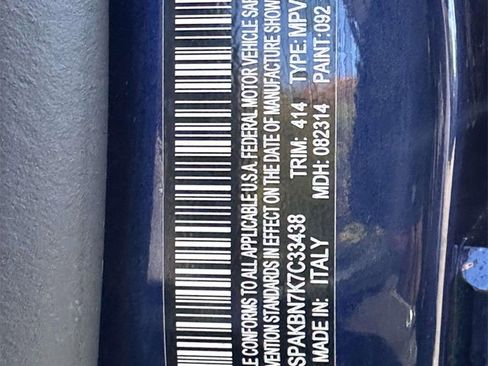 E CONFORMS TO ALL APPLICABLE U.S.A. FEDERAL MOTOR VEHICLE SAF
VENTION STANDARDS IN EFFECT ON THE DATE OF MANUFACTURE SHOW
SPAKBN7K7C33438 TRIM: 414 TYPE: MPV
MADE IN: ITALY MDH: 082314 PAINT: 092